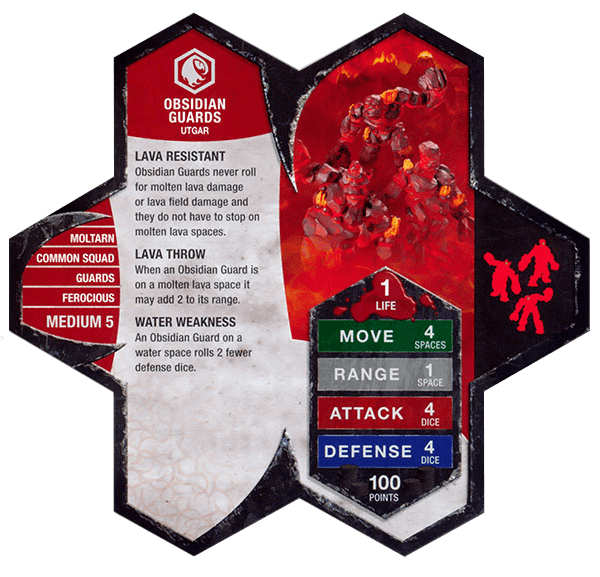 OBSIDIAN
GUARDS
UTGAR
LAVA RESISTANT
Obsidian Guards never roll
for molten lava damage
or lava field damage and
they do not have to stop on
molten lava spaces.
LAVA THROW
When an Obsidian Guard is
on a molten lava space it
may add 2 to its range.
WATER WEAKNESS
An Obsidian Guard on a
water space rolls 2 fewer
defense dice.
MOLTARN
COMMON SQUAD
GUARDS
FEROCIOUS
MEDIUM 5
1
LIFE
MOVE 4
SPACES
RANGE 1
SPACE
ATTACK 4
DICE
DEFENSE 4
DICE
100
POINTS